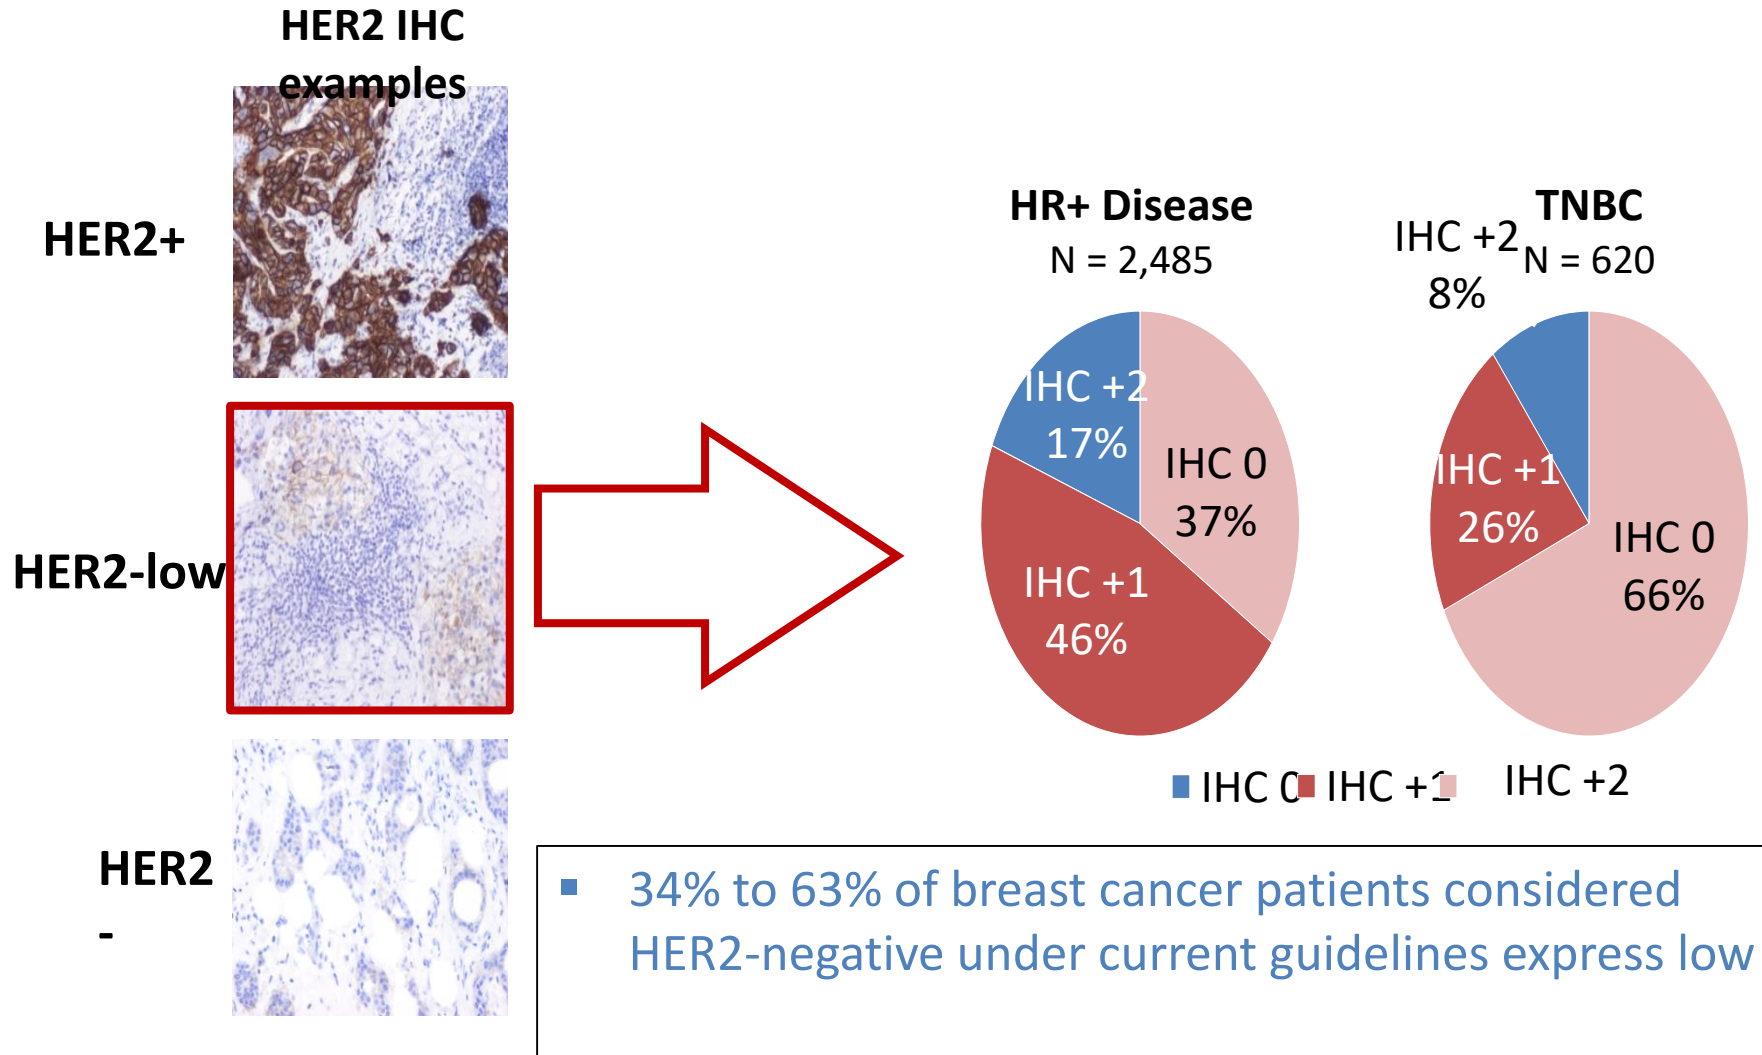 HER2 IHC
examples
HER2+
HER2-low
HER2
-
HR+ Disease
N = 2,485
IHC +2
17%
IHC 0
37%
IHC +1
46%
TNBC
N = 620
IHC +2
8%
IHC +1
26%
IHC 0
66%
IHC 0
IHC +1
IHC +2
▪ 34% to 63% of breast cancer patients considered
HER2-negative under current guidelines express low